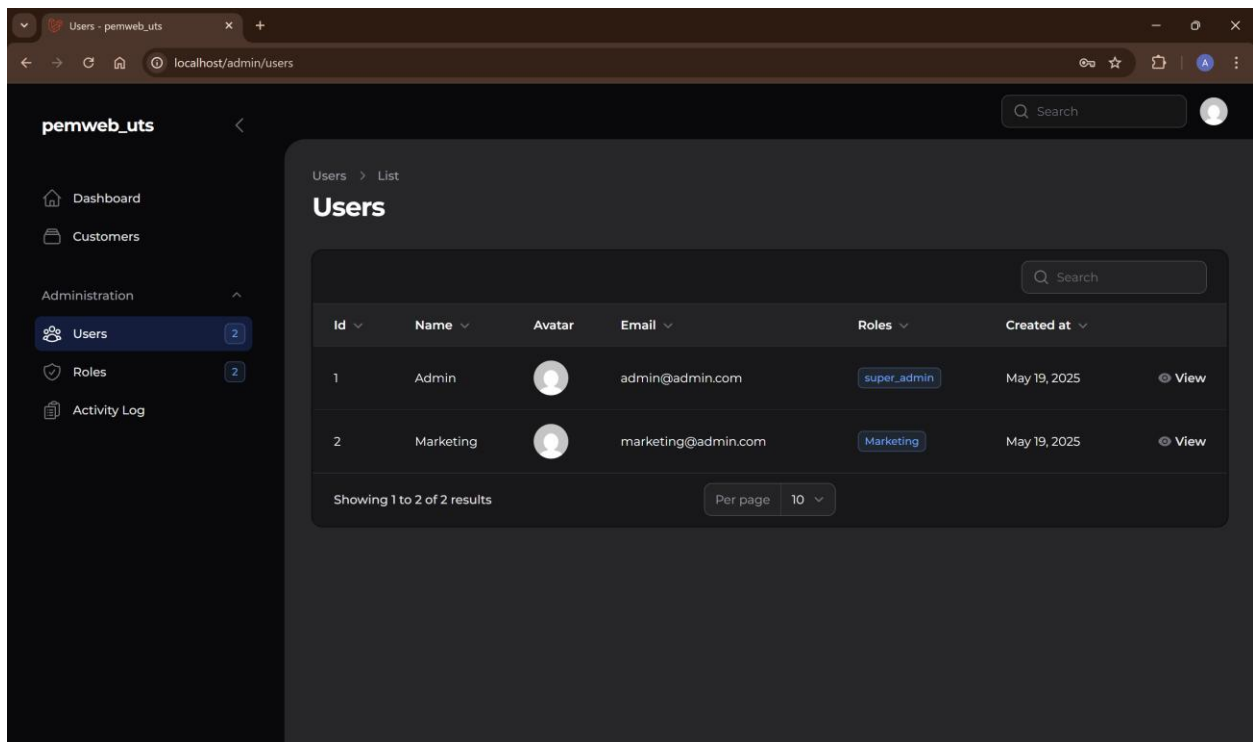 Users - pemweb_uts
localhost/admin/users
A
pemweb_uts
Search
Dashboard
Customers
Administration
Users 2
Roles 2
Activity Log
Users > List
Users
Search
Id Name Avatar Email Roles Created at
1 Admin admin@admin.com super_admin May 19, 2025 View
2 Marketing marketing@admin.com Marketing May 19, 2025 View
Showing 1 to 2 of 2 results Per page 10